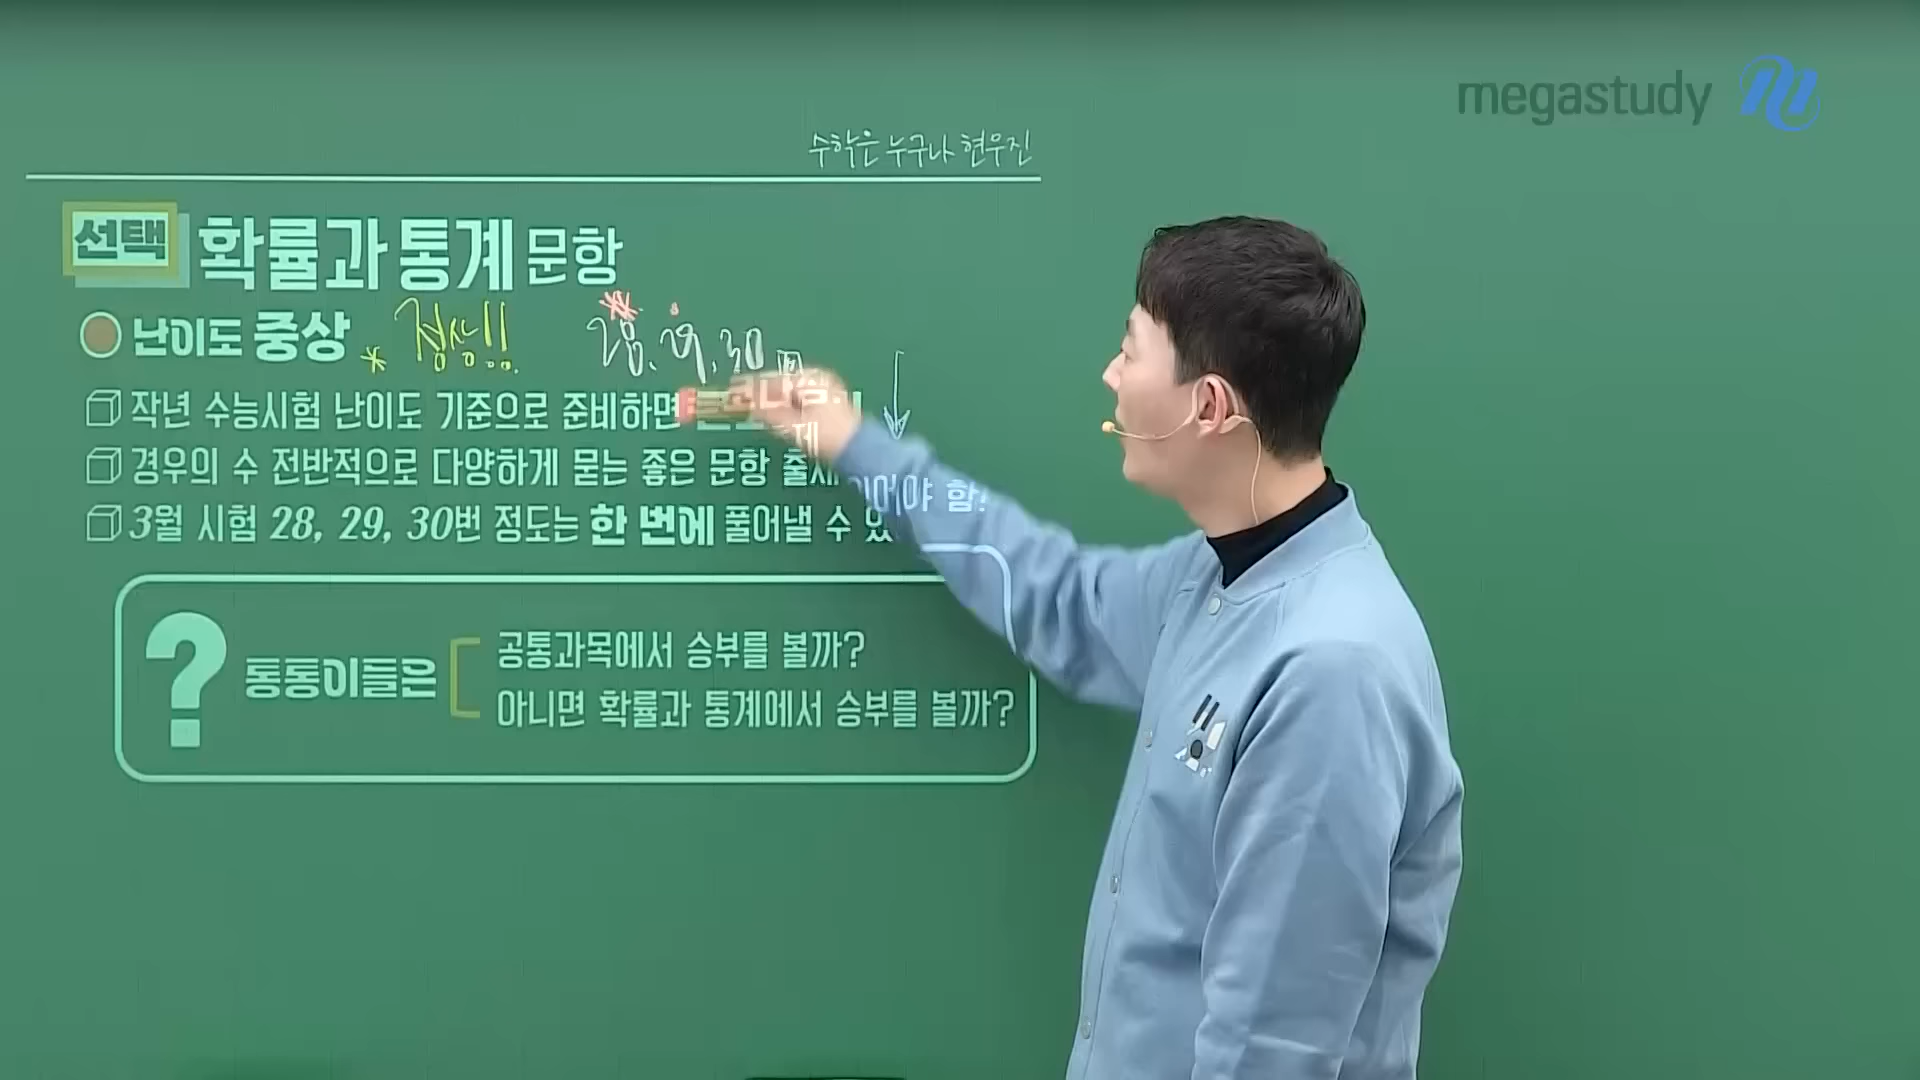 megastudy
수학은 누구나 현우진
선택 확률과 통계 문항
난이도 중상 정상!! 28, 29, 30
작년 수능시험 난이도 기준으로 준비하면
경우의 수 전반적으로 다양하게 묻는 좋은 문항 출제
3월 시험 28, 29, 30번 정도는 한 번에 풀어낼 수 있어야 함!
? 통통이들은
공통과목에서 승부를 볼까?
아니면 확률과 통계에서 승부를 볼까?